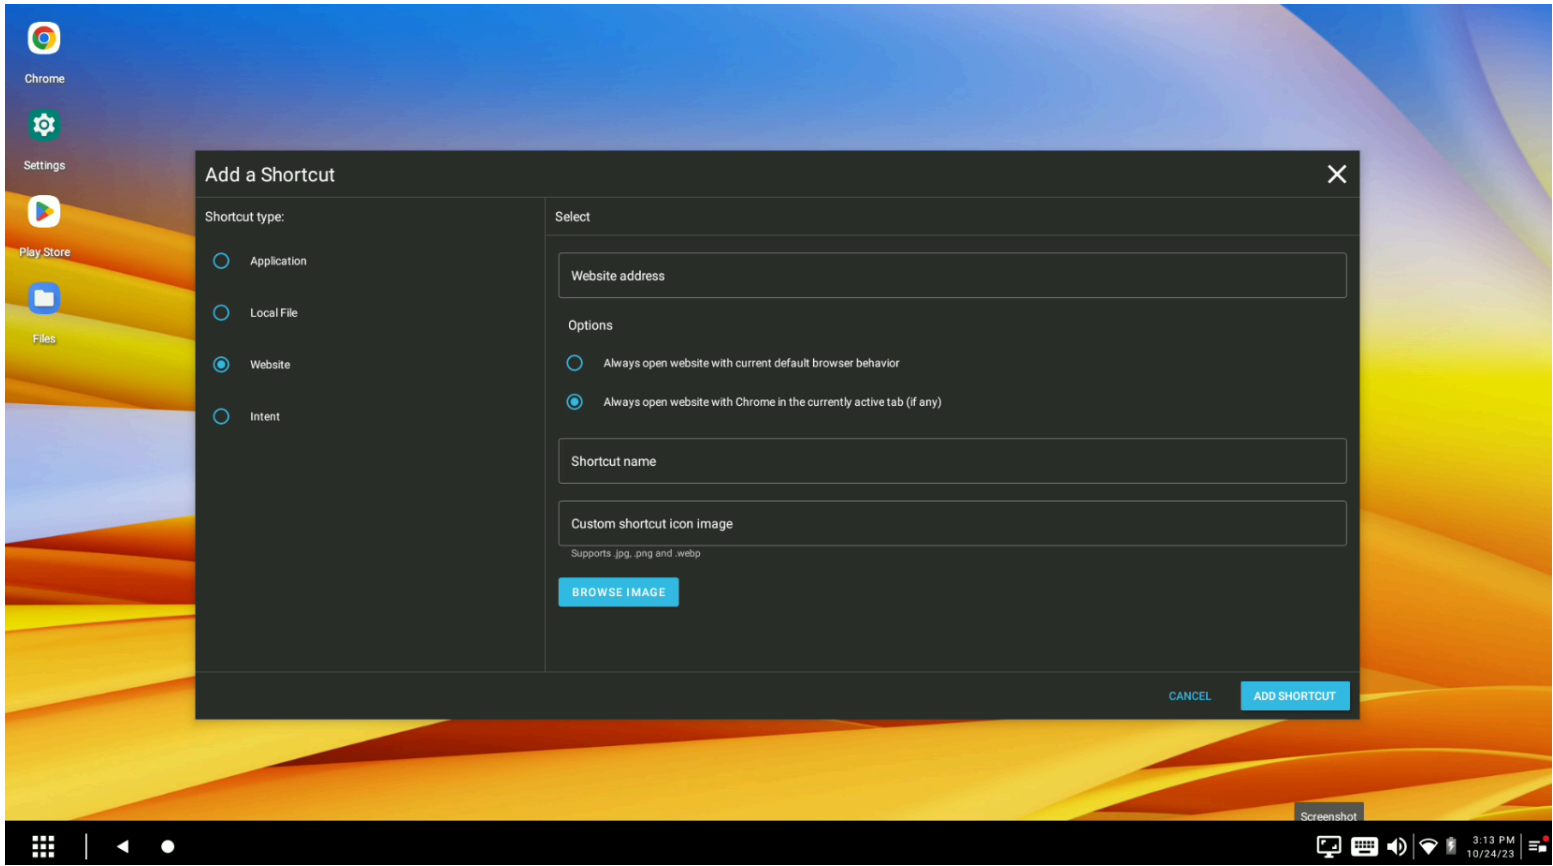 Chrome
Settings
Play Store
Files
Add a Shortcut
Shortcut type:
Application
Local File
Website
Intent
Select
Website address
Options
Always open website with current default browser behavior
Always open website with Chrome in the currently active tab (if any)
Shortcut name
Custom shortcut icon image
Supports .jpg, .png and .webp
BROWSE IMAGE
CANCEL
ADD SHORTCUT
Screenshot
3:13 PM
10/24/23